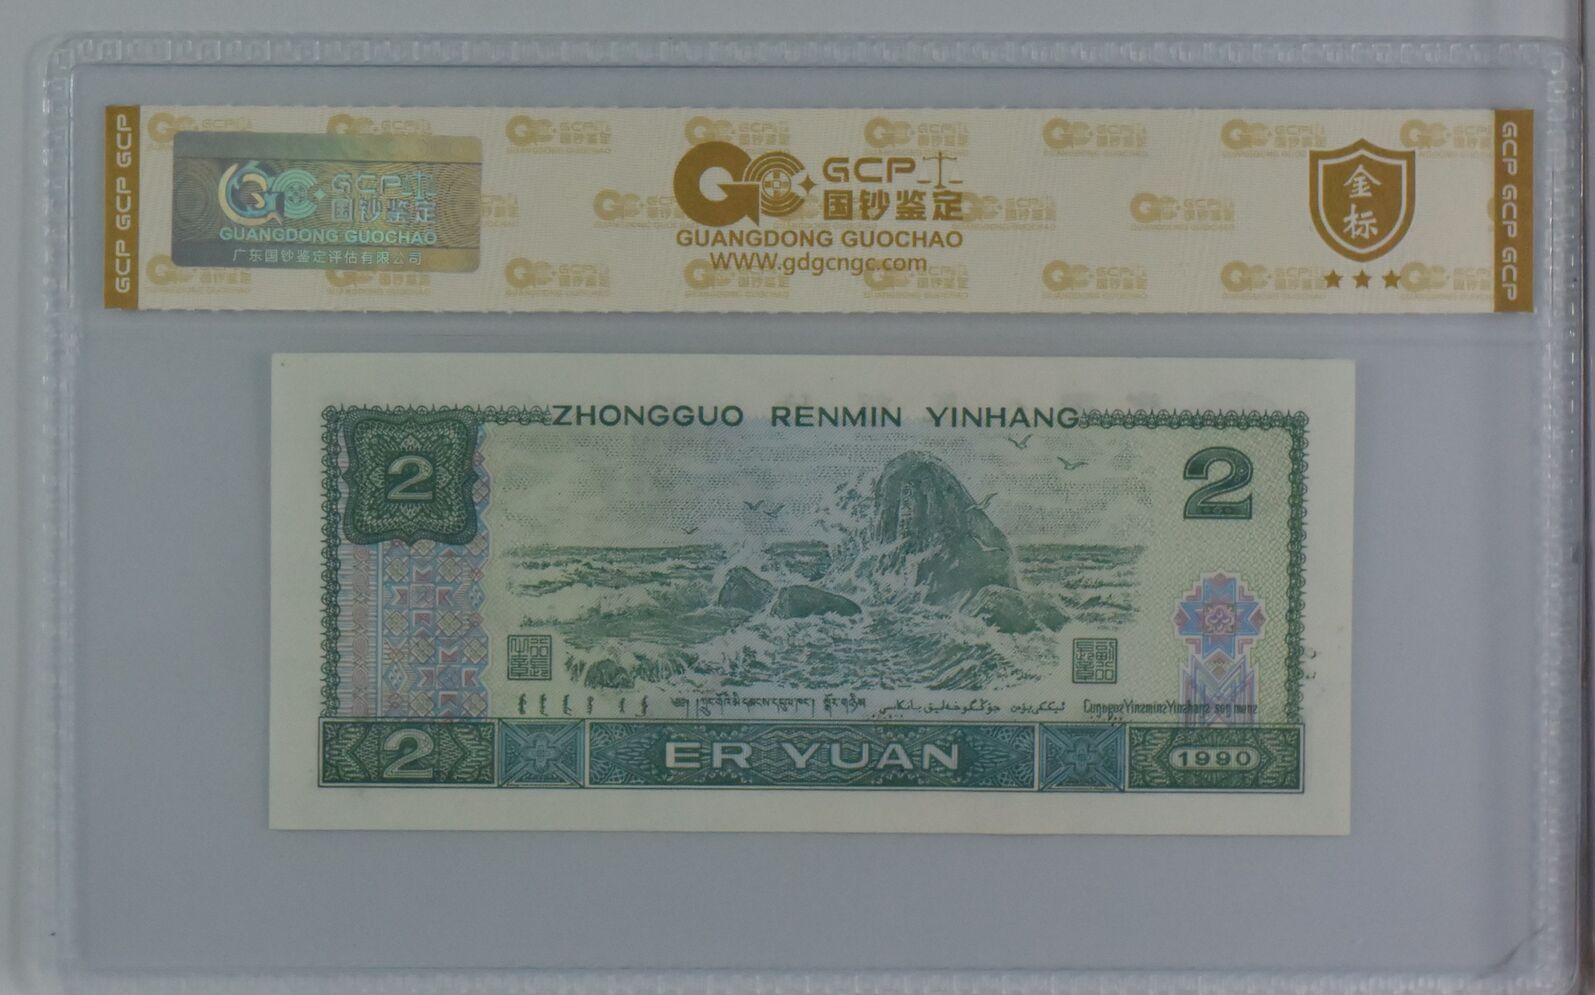 GCP GCP GCP
GCP
国钞鉴定
GUANGDONG GUOCHAO
广东国钞鉴定评估有限公司
GCP
国钞鉴定
GUANGDONG GUOCHAO
WWW.gdgcngc.com
金标
GCP GCP GCP
ZHONGGUO RENMIN YINHANG
2
2
2
ER YUAN
1990